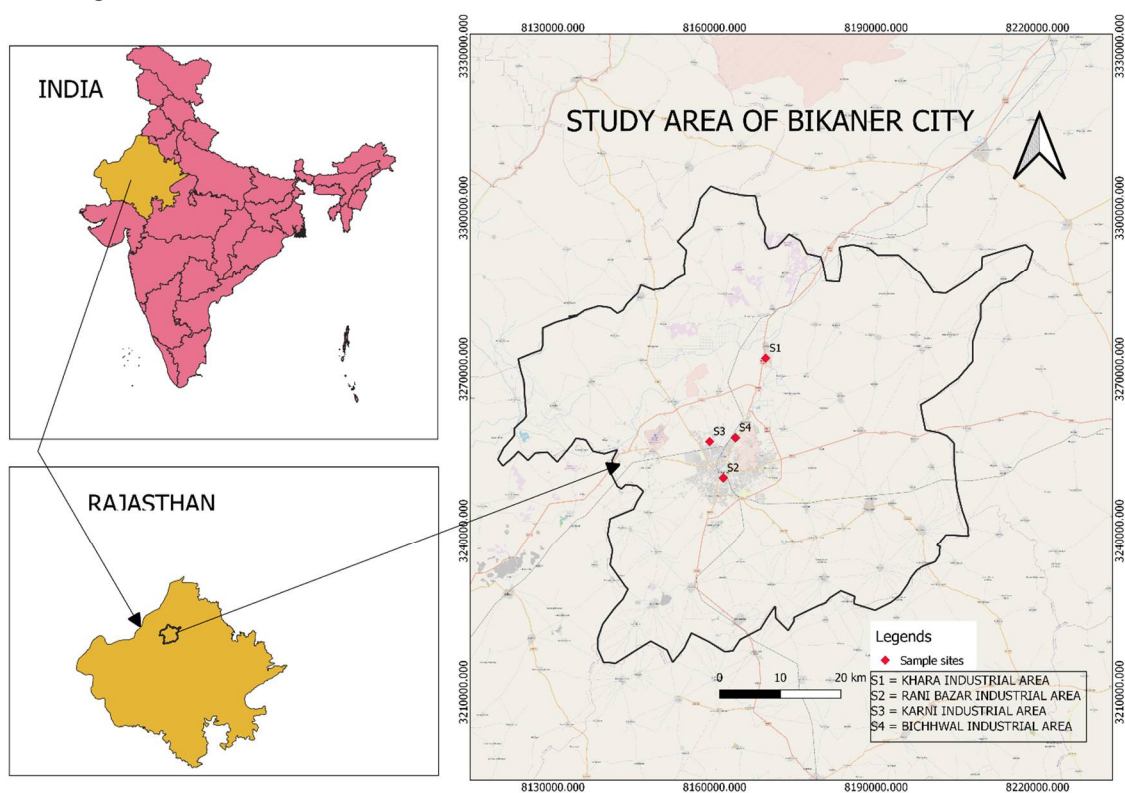 INDIA
RAJASTHAN
8130000.000 8160000.000 8190000.000 8220000.000
3330000.000 3330000.000
STUDY AREA OF BIKANER CITY
3300000.000 3300000.000
S1
3270000.000 3270000.000
S3 S4
S2
3240000.000 3240000.000
Legends
Sample sites
0 10 20 km
S1 = KHARA INDUSTRIAL AREA
S2 = RANI BAZAR INDUSTRIAL AREA
S3 = KARNI INDUSTRIAL AREA
S4 = BICHHWAL INDUSTRIAL AREA
3210000.000 3210000.000
8130000.000 8160000.000 8190000.000 8220000.000